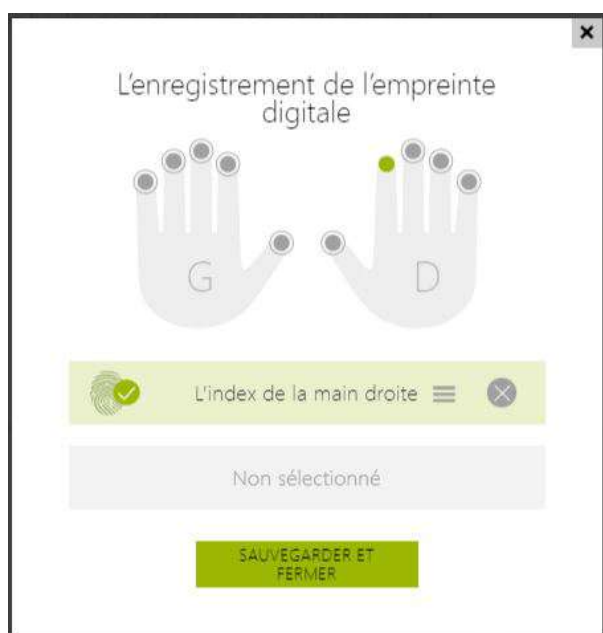 L'enregistrement de l'empreinte
digitale
G
D
L'index de la main droite
Non sélectionné
SAUVEGARDER ET
FERMER